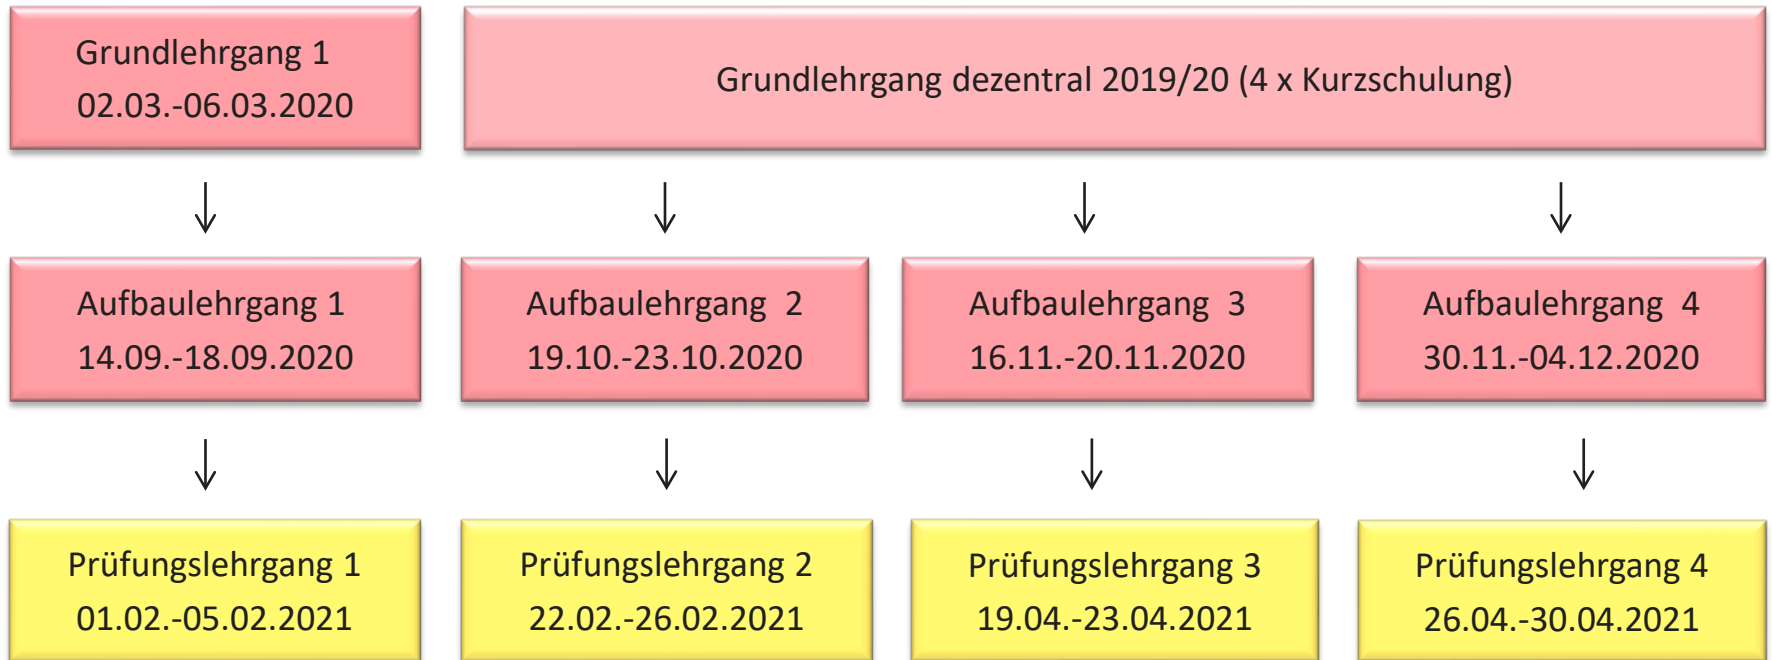 Grundlehrgang 1
02.03.-06.03.2020
Grundlehrgang dezentral 2019/20 (4 x Kurzschulung)
Aufbaulehrgang 1
14.09.-18.09.2020
Aufbaulehrgang  2
19.10.-23.10.2020
Aufbaulehrgang  3
16.11.-20.11.2020
Aufbaulehrgang  4
30.11.-04.12.2020
Prüfungslehrgang 1
01.02.-05.02.2021
Prüfungslehrgang 2
22.02.-26.02.2021
Prüfungslehrgang 3
19.04.-23.04.2021
Prüfungslehrgang 4
26.04.-30.04.2021